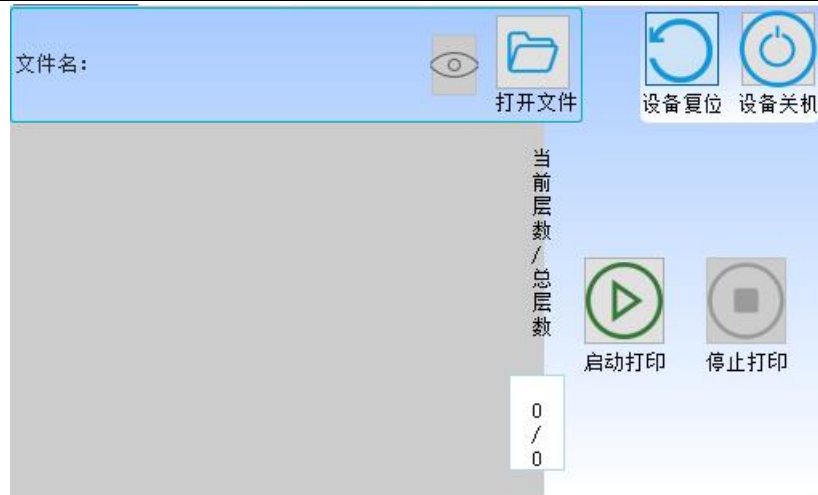 文件名：
打开文件
设备复位
设备关机
当前层数/总层数
启动打印
停止打印
0/0